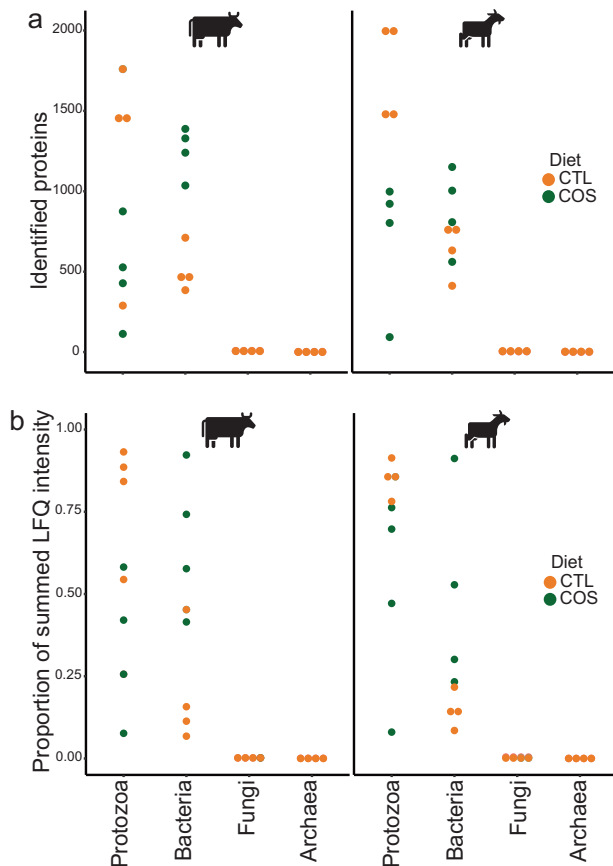 a
Identified proteins
2000
1500
1000
500
0
Diet
CTL
COS
b
Proportion of summed LFQ intensity
1.00
0.75
0.50
0.25
0.00
Diet
CTL
COS
Protozoa
Bacteria
Fungi
Archaea
Protozoa
Bacteria
Fungi
Archaea